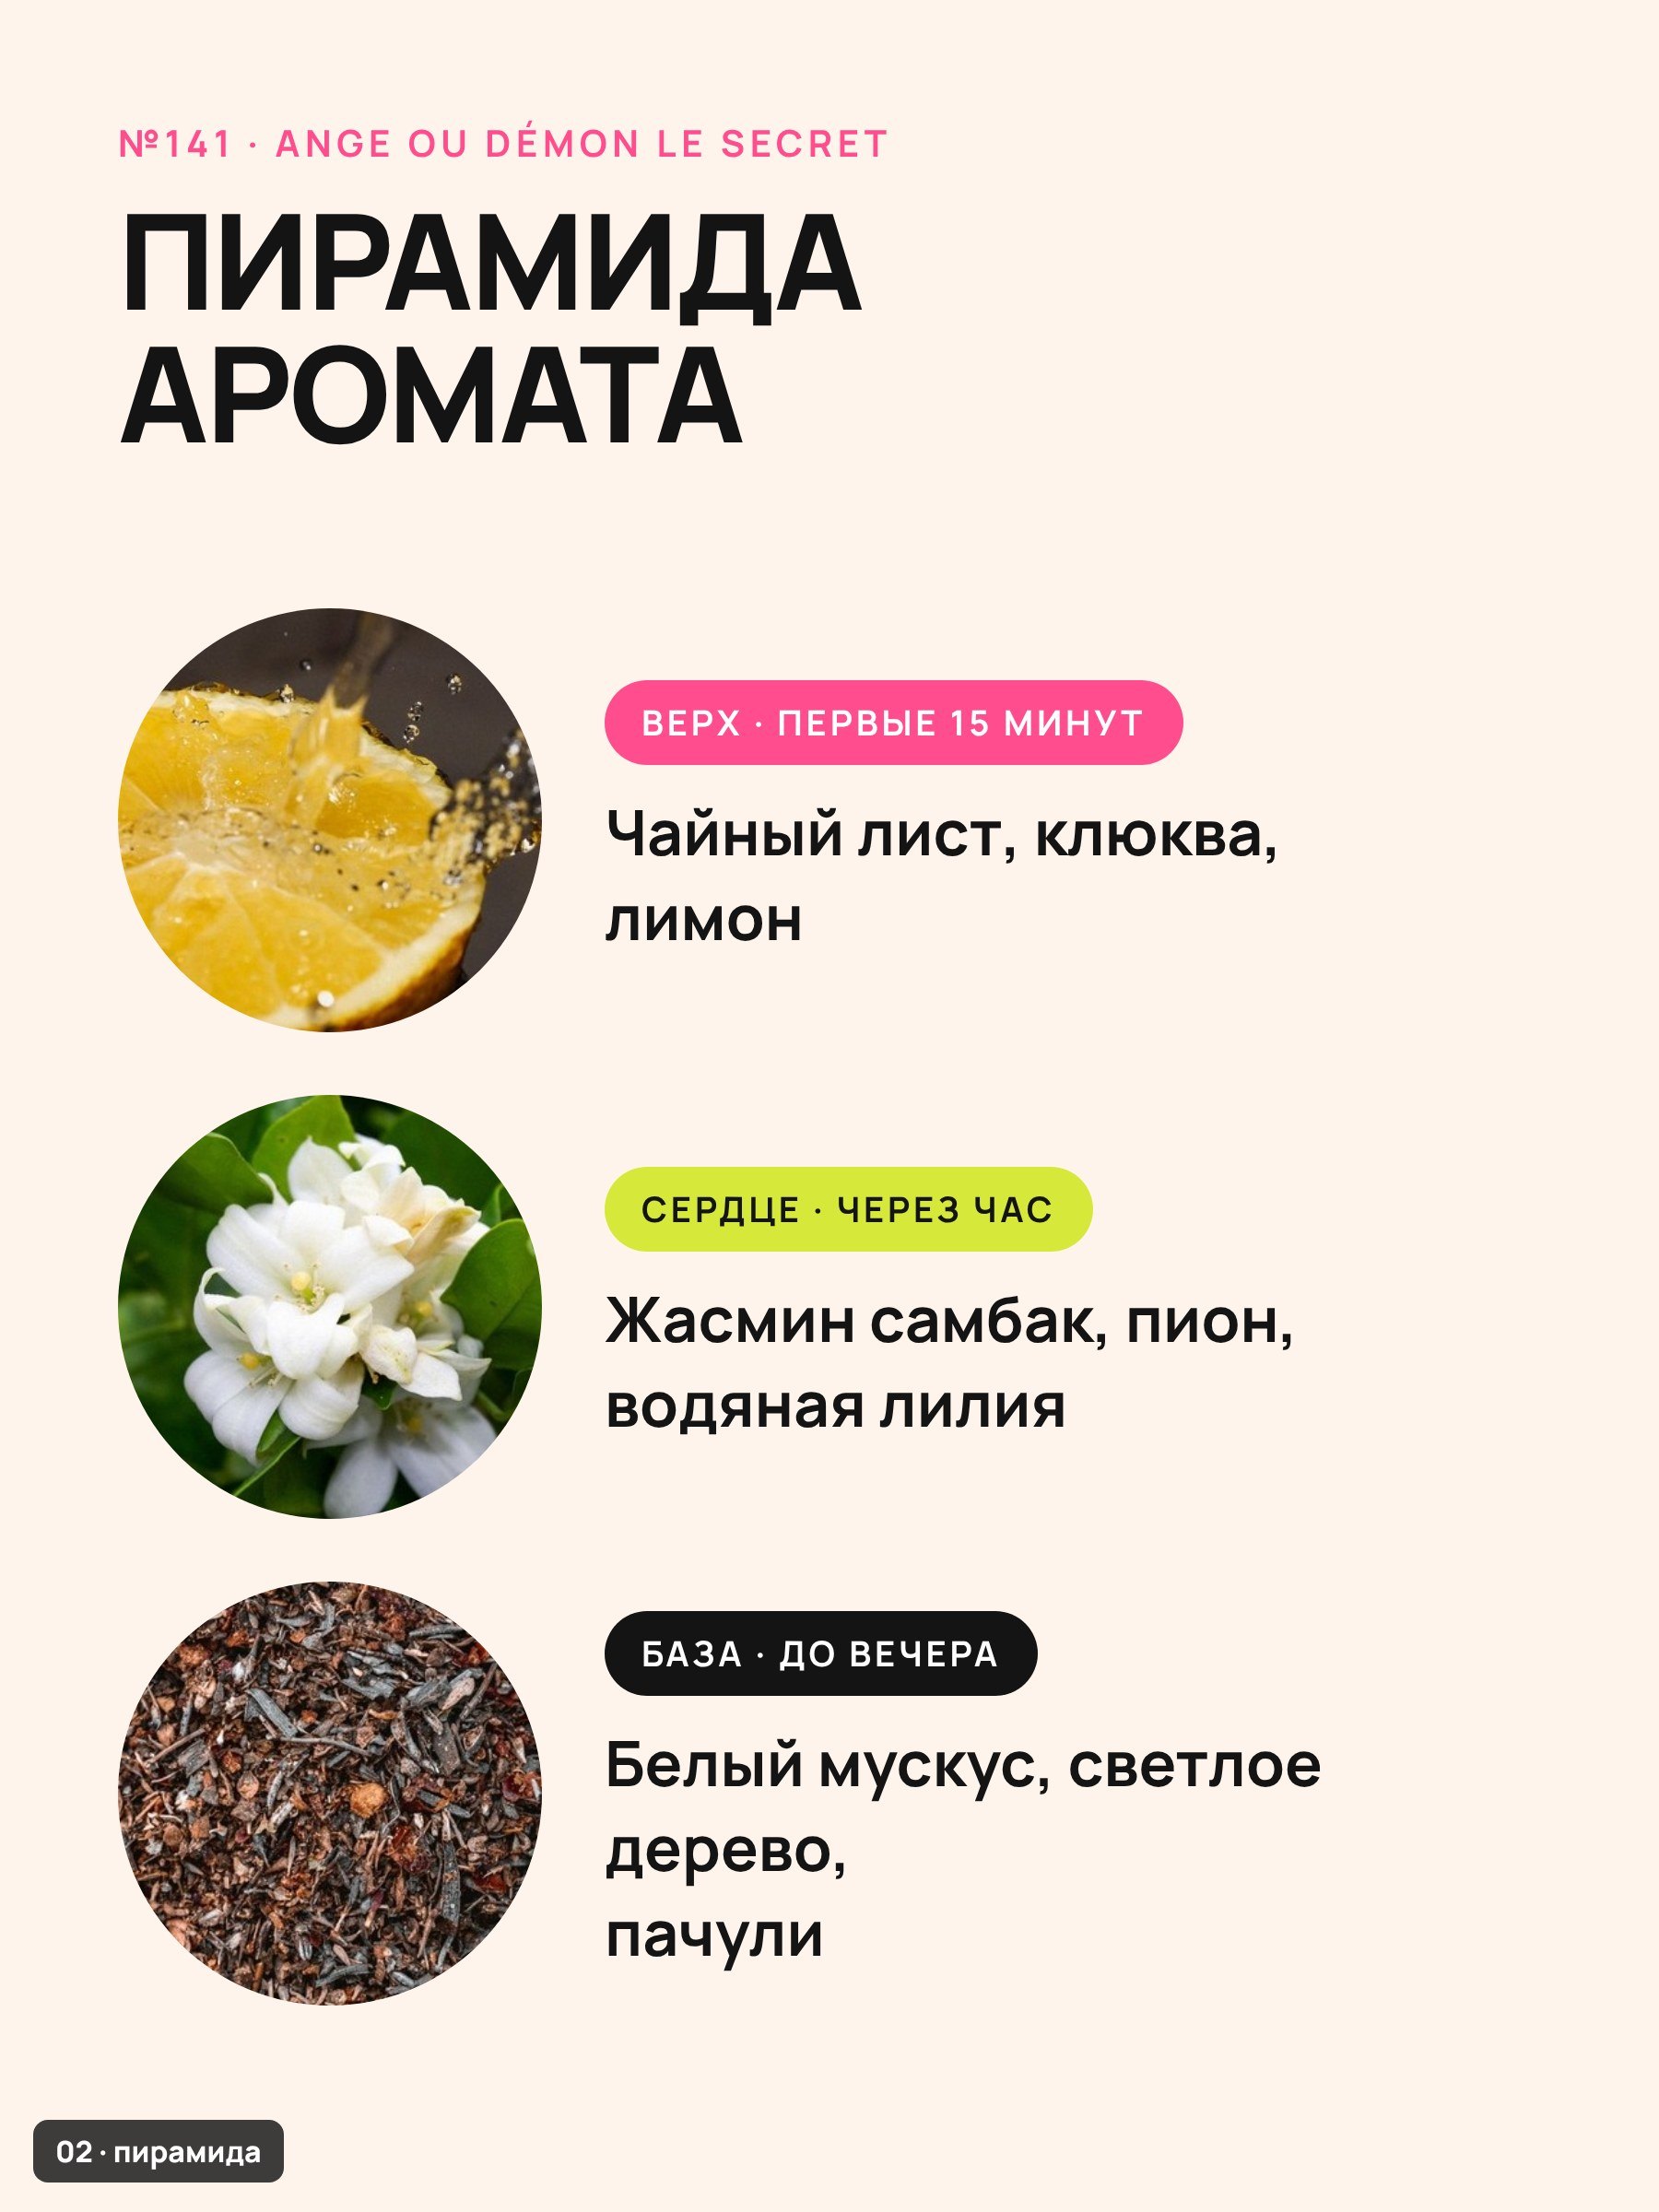 №141 · ANGE OU DÉMON LE SECRET
ПИРАМИДА
АРОМАТА
ВЕРХ · ПЕРВЫЕ 15 МИНУТ
Чайный лист, клюква,
лимон
СЕРДЦЕ · ЧЕРЕЗ ЧАС
Жасмин самбак, пион,
водяная лилия
БАЗА · ДО ВЕЧЕРА
Белый мускус, светлое
дерево,
пачули
02 · пирамида